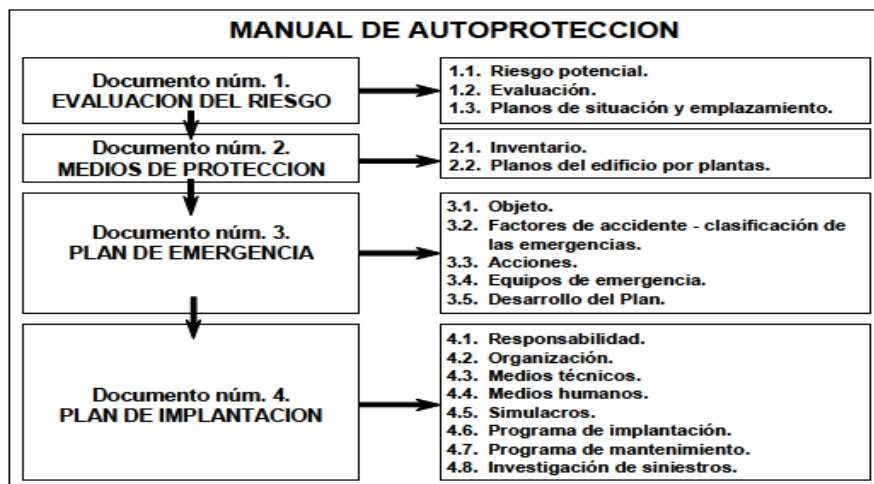 MANUAL DE AUTOPROTECCION
Documento núm. 1.
EVALUACION DEL RIESGO
1.1. Riesgo potencial.
1.2. Evaluación.
1.3. Planos de situación y emplazamiento.
Documento núm. 2.
MEDIOS DE PROTECCION
2.1. Inventario.
2.2. Planos del edificio por plantas.
Documento núm. 3.
PLAN DE EMERGENCIA
3.1. Objeto.
3.2. Factores de accidente - clasificación de
las emergencias.
3.3. Acciones.
3.4. Equipos de emergencia.
3.5. Desarrollo del Plan.
Documento núm. 4.
PLAN DE IMPLANTACION
4.1. Responsabilidad.
4.2. Organización.
4.3. Medios técnicos.
4.4. Medios humanos.
4.5. Simulacros.
4.6. Programa de implantación.
4.7. Programa de mantenimiento.
4.8. Investigación de siniestros.